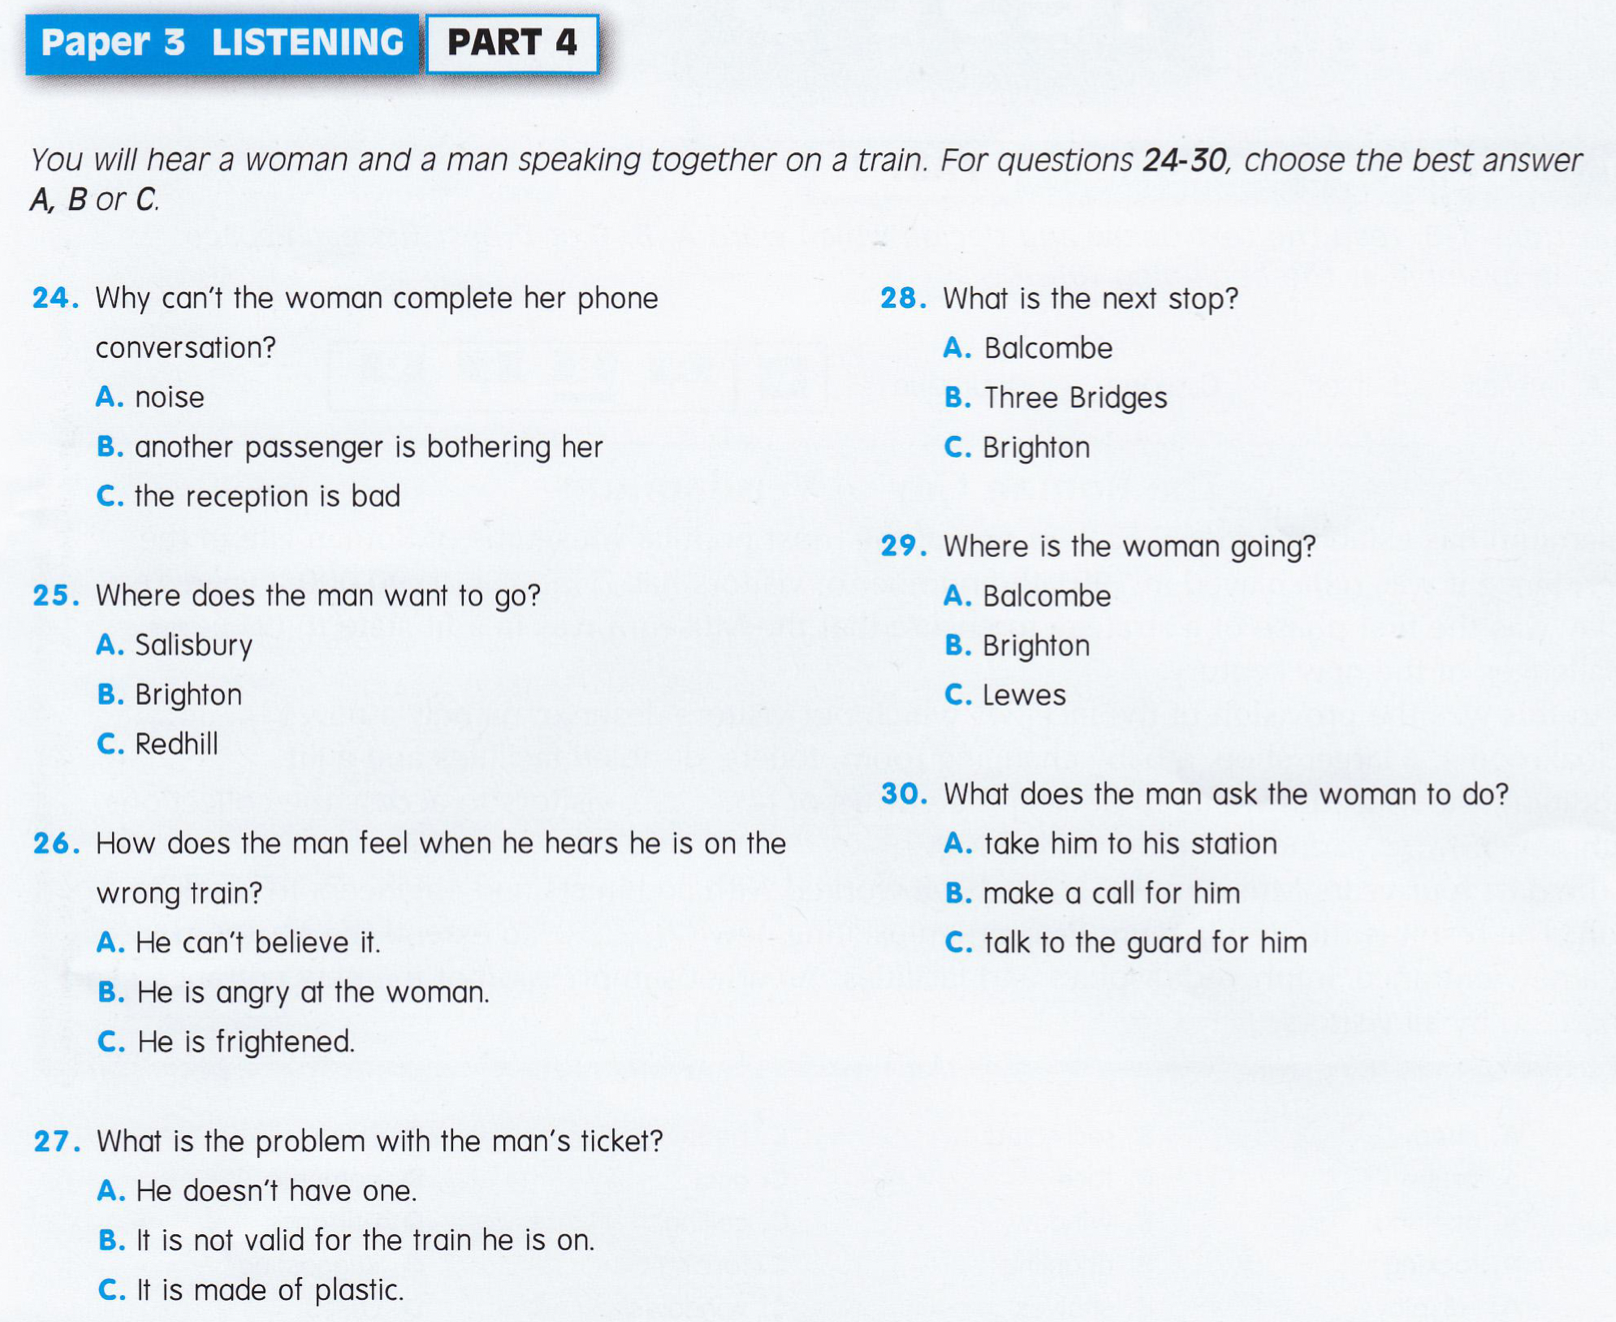 Paper 3 LISTENING PART 4
You will hear a woman and a man speaking together on a train. For questions 24-30, choose the best answer
A, B or C.
24. Why can't the woman complete her phone
conversation?
A. noise
B. another passenger is bothering her
C. the reception is bad
25. Where does the man want to go?
A. Salisbury
B. Brighton
C. Redhill
26. How does the man feel when he hears he is on the
wrong train?
A. He can't believe it.
B. He is angry at the woman.
C. He is frightened.
27. What is the problem with the man's ticket?
A. He doesn't have one.
B. It is not valid for the train he is on.
C. It is made of plastic.
28. What is the next stop?
A. Balcombe
B. Three Bridges
C. Brighton
29. Where is the woman going?
A. Balcombe
B. Brighton
C. Lewes
30. What does the man ask the woman to do?
A. take him to his station
B. make a call for him
C. talk to the guard for him